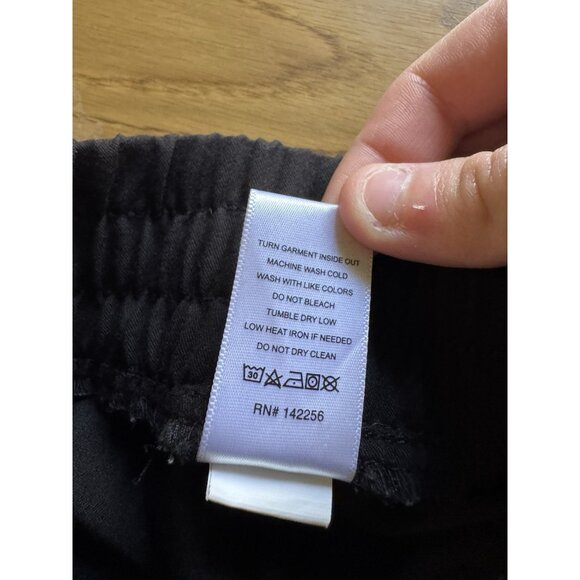 TURN GARMENT INSIDE OUT
MACHINE WASH COLD
WASH WITH LIKE COLORS
DO NOT BLEACH
TUMBLE DRY LOW
LOW HEAT IRON IF NEEDED
DO NOT DRY CLEAN
30
RN# 142256